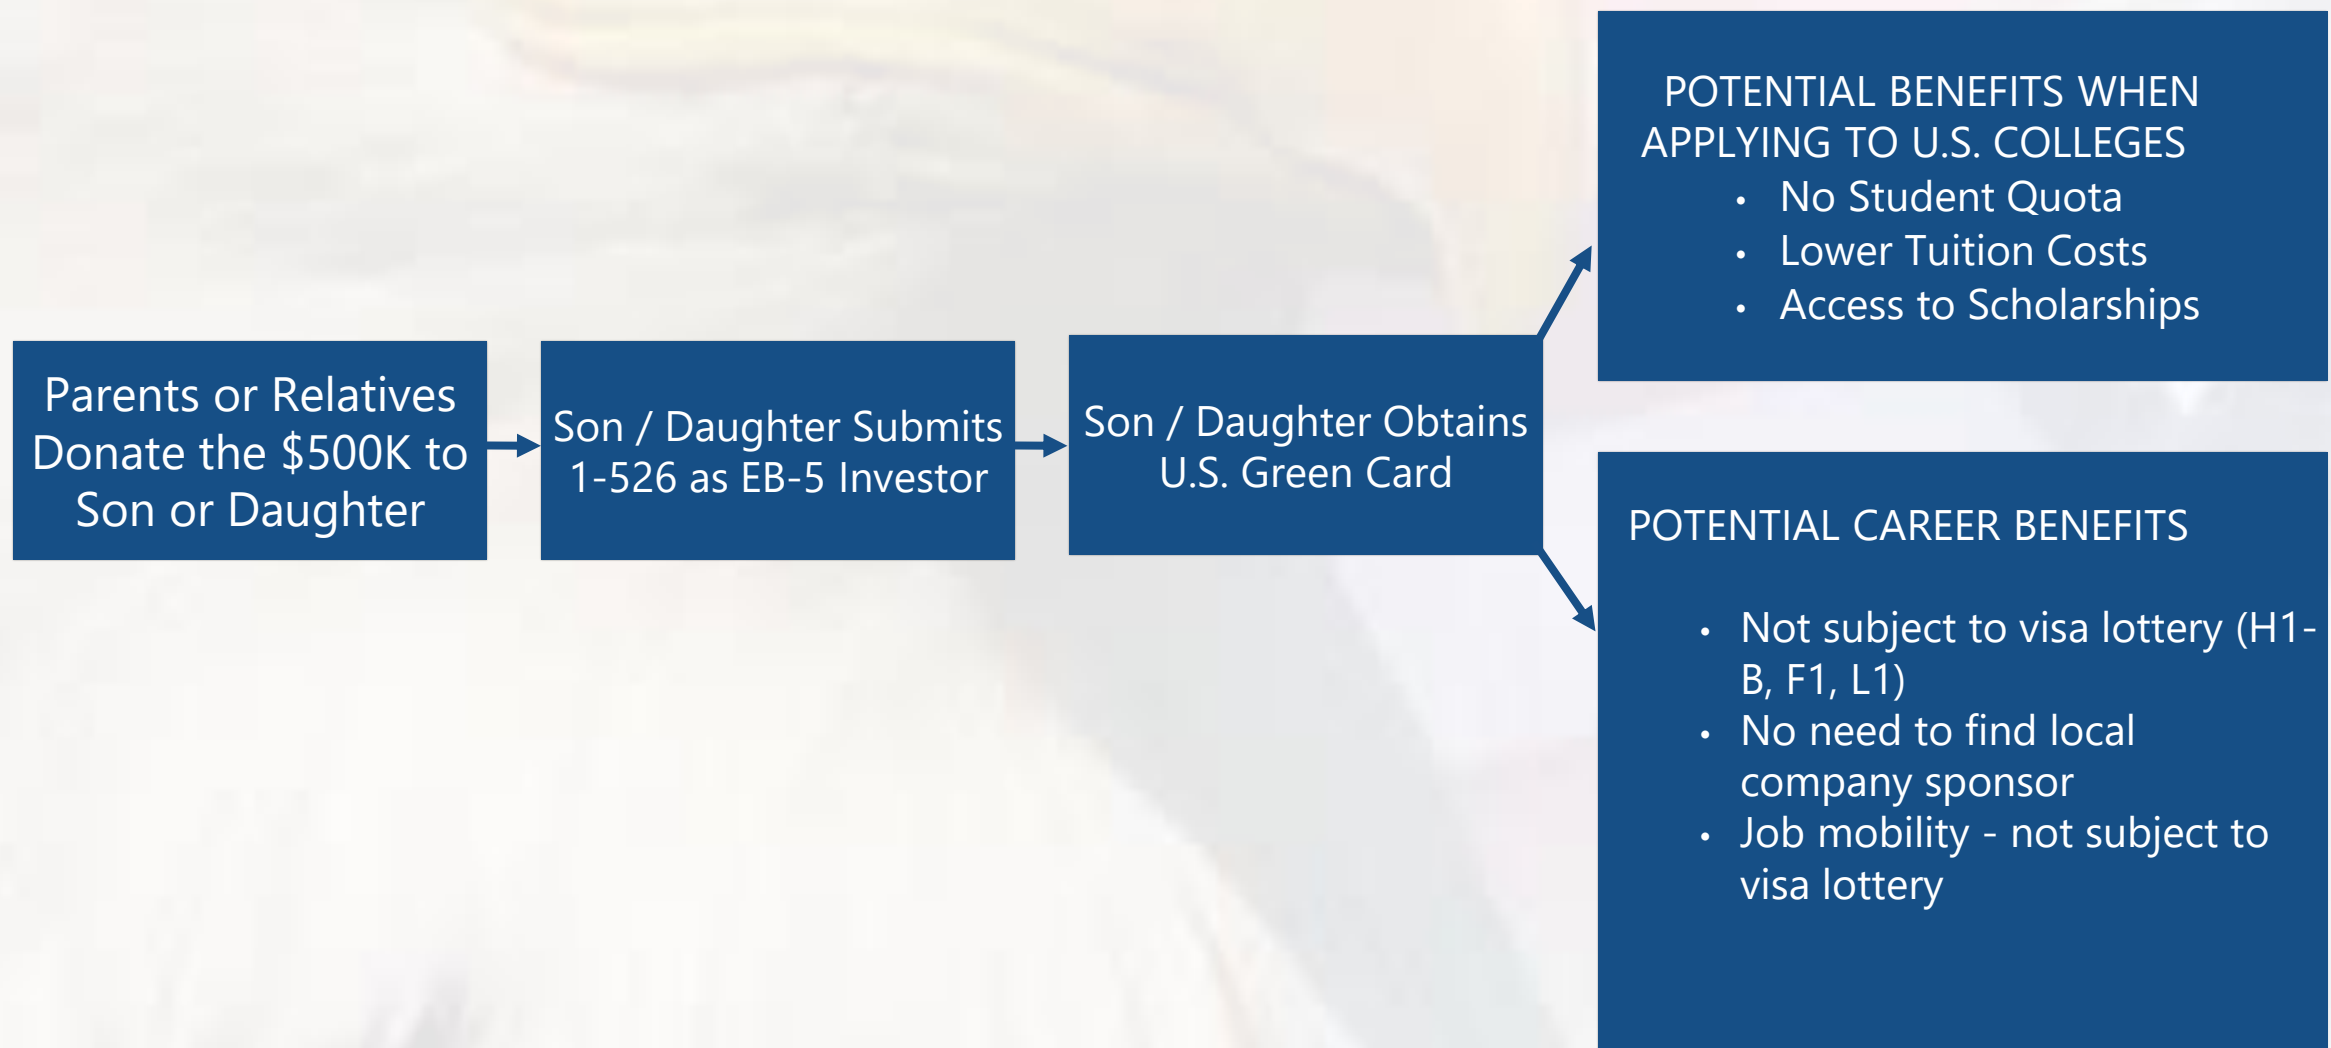 Parents or Relatives
Donate the $500K to
Son or Daughter
Son / Daughter Submits
1-526 as EB-5 Investor
Son / Daughter Obtains
U.S. Green Card
POTENTIAL BENEFITS WHEN
APPLYING TO U.S. COLLEGES
• No Student Quota
• Lower Tuition Costs
• Access to Scholarships
POTENTIAL CAREER BENEFITS
• Not subject to visa lottery (H1-
B, F1, L1)
• No need to find local
company sponsor
• Job mobility - not subject to
visa lottery